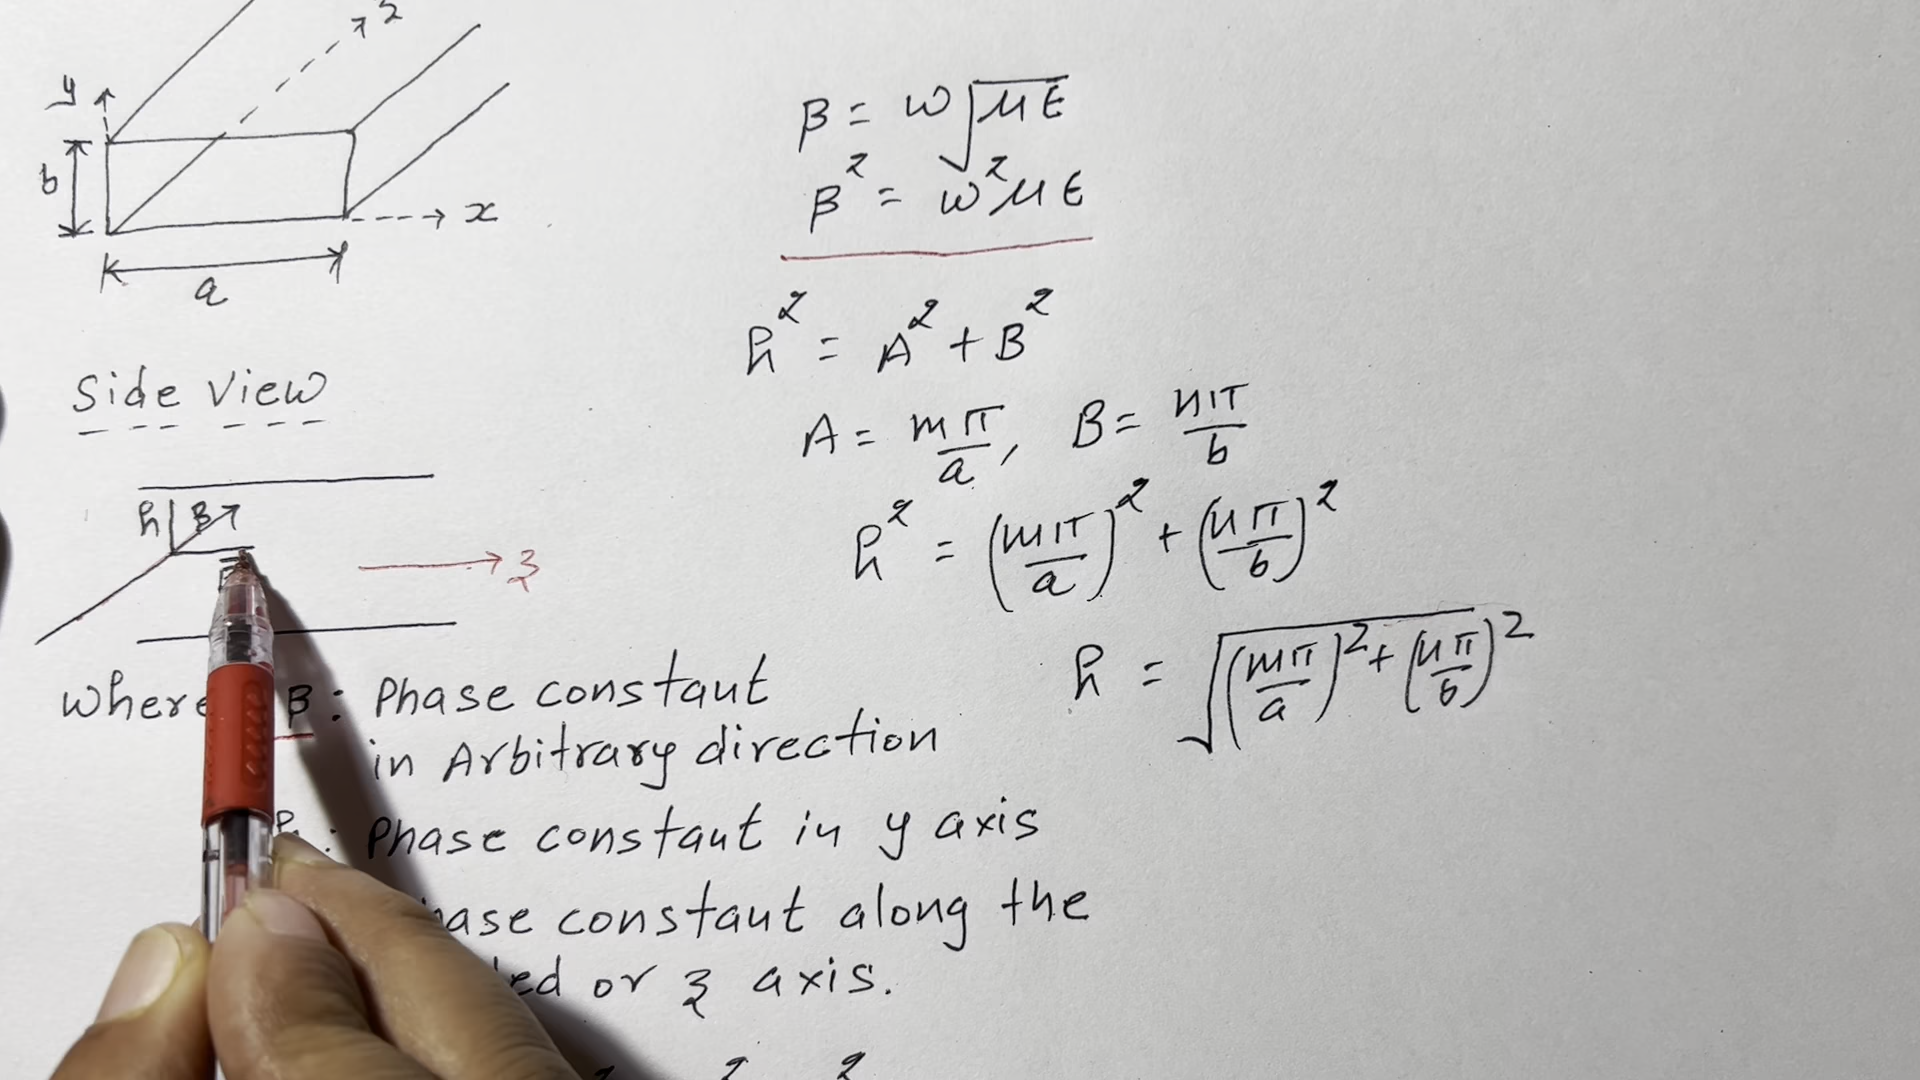 z
y
b
x
a
Side View
h β
z
β = ω√με
β² = ω²με
h² = A² + B²
A = mπ/a, B = nπ/b
h² = (mπ/a)² + (nπ/b)²
h = √(mπ/a)² + (nπ/b)²
Where β : Phase constant
in Arbitrary direction
h : Phase constant in y axis
constant along the
or z axis.